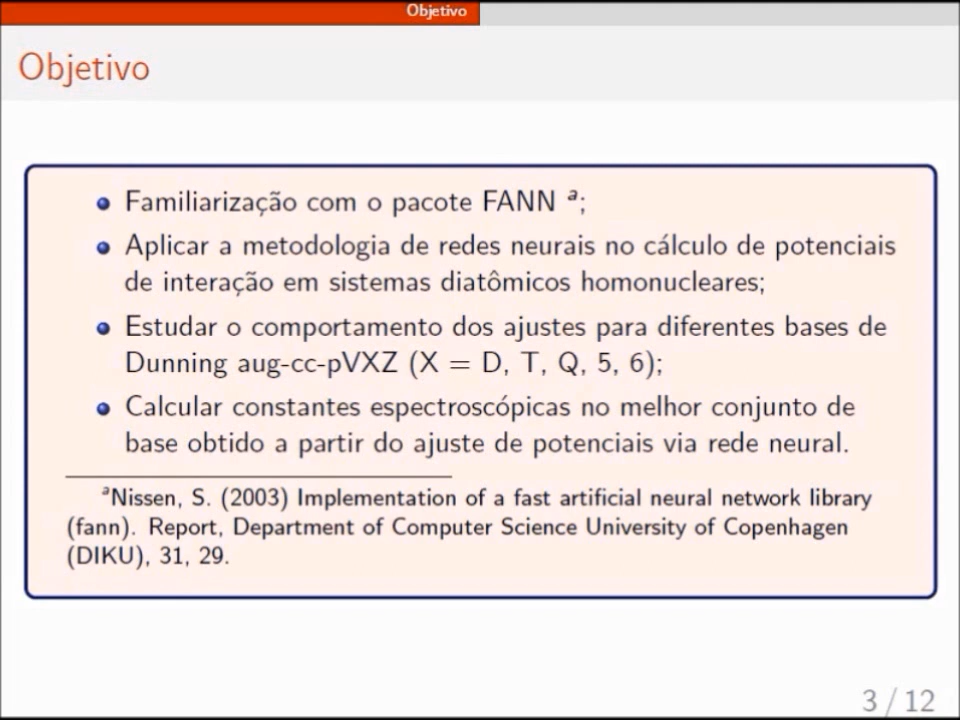 Objetivo
Objetivo
Familiarização com o pacote FANN ᵃ;
Aplicar a metodologia de redes neurais no cálculo de potenciais
de interação em sistemas diatômicos homonucleares;
Estudar o comportamento dos ajustes para diferentes bases de
Dunning aug-cc-pVXZ (X = D, T, Q, 5, 6);
Calcular constantes espectroscópicas no melhor conjunto de
base obtido a partir do ajuste de potenciais via rede neural.
ᵃNissen, S. (2003) Implementation of a fast artificial neural network library
(fann). Report, Department of Computer Science University of Copenhagen
(DIKU), 31, 29.
3 / 12